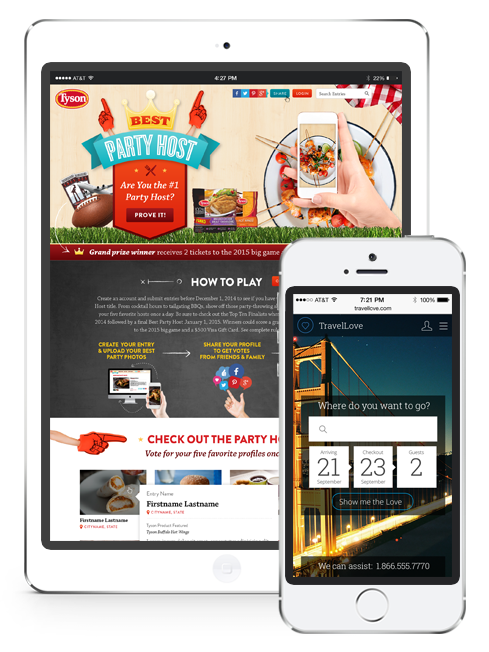 AT&T
4:27 PM
22%
Tyson
SHARE
LOGIN
Search Entries
BEST
PARTY HOST
Are You the #1
Party Host?
PROVE IT!
Grand prize winner receives 2 tickets to the 2015 big game
HOW TO PLAY
Create an account and submit entries before December 1, 2014 to see if you have
Host title. From cocktail hours to tailgating BBQs, show off those party-throwing
your five favorite hosts once a day. Be sure to check out the Top Ten Finalists
2014 followed by a final Best Party Host January 1, 2015. Winners could score a
to the 2015 big game and a $500 Visa Gift Card. See complete
CREATE YOUR ENTRY
& UPLOAD YOUR BEST
PARTY PHOTOS
SHARE YOUR PROFILE
TO GET VOTES
FROM FRIENDS & FAMILY
CHECK OUT THE PARTY HO
Vote for your five favorite profiles onc
Firstname Lastname
CITYNAME, STATE
Entry Name
Firstname Lastname
CITYNAME, STATE
Tyson Product Featured
Tyson Buffalo Hot Wings
AT&T
7:21 PM
100%
travellove.com
TravelLove
Where do you want to go?
Arriving
21
September
Checkout
23
September
Guests
2
Show me the Love
We can assist: 1.866.555.7770